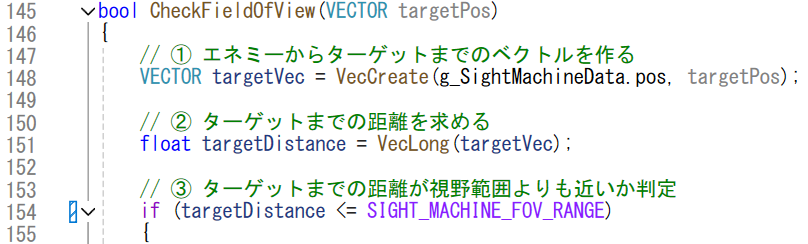 145 bool CheckFieldOfView(VECTOR targetPos)
146 {
147 // ① エネミーからターゲットまでのベクトルを作る
148 VECTOR targetVec = VecCreate(g_SightMachineData.pos, targetPos);
149
150 // ② ターゲットまでの距離を求める
151 float targetDistance = VecLong(targetVec);
152
153 // ③ ターゲットまでの距離が視野範囲よりも近いか判定
154 if (targetDistance <= SIGHT_MACHINE_FOV_RANGE)
155 {